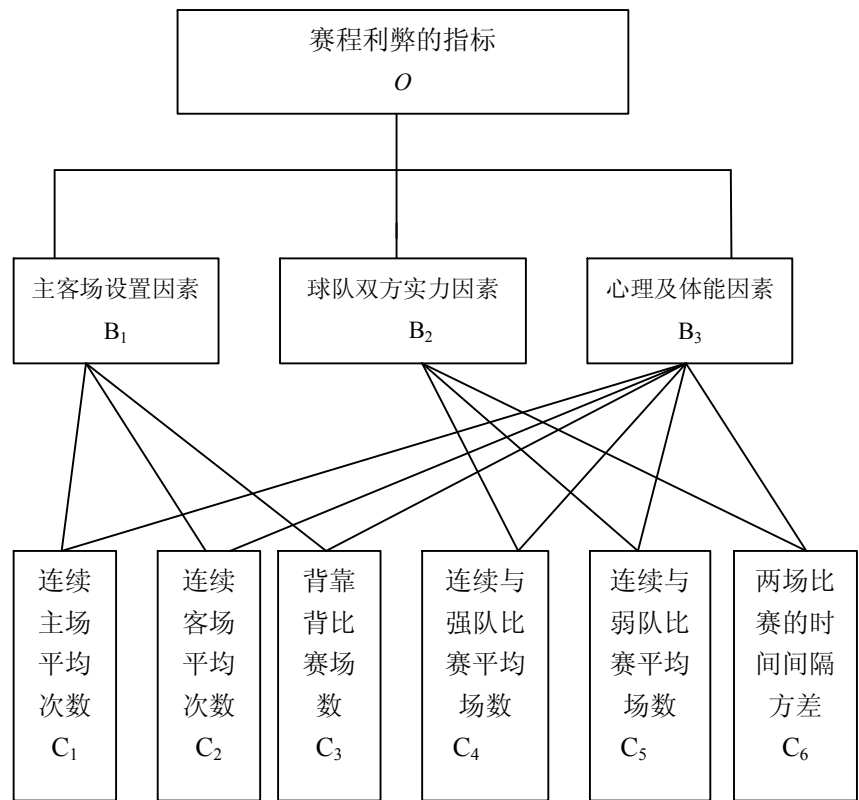 赛程利弊的指标
O
主客场设置因素
B₁
球队双方实力因素
B₂
心理及体能因素
B₃
连续
主场
平均
次数
C₁
连续
客场
平均
次数
C₂
背靠
背比
赛场
数
C₃
连续与
强队比
赛平均
场数
C₄
连续与
弱队比
赛平均
场数
C₅
两场比
赛的时
间间隔
方差
C₆